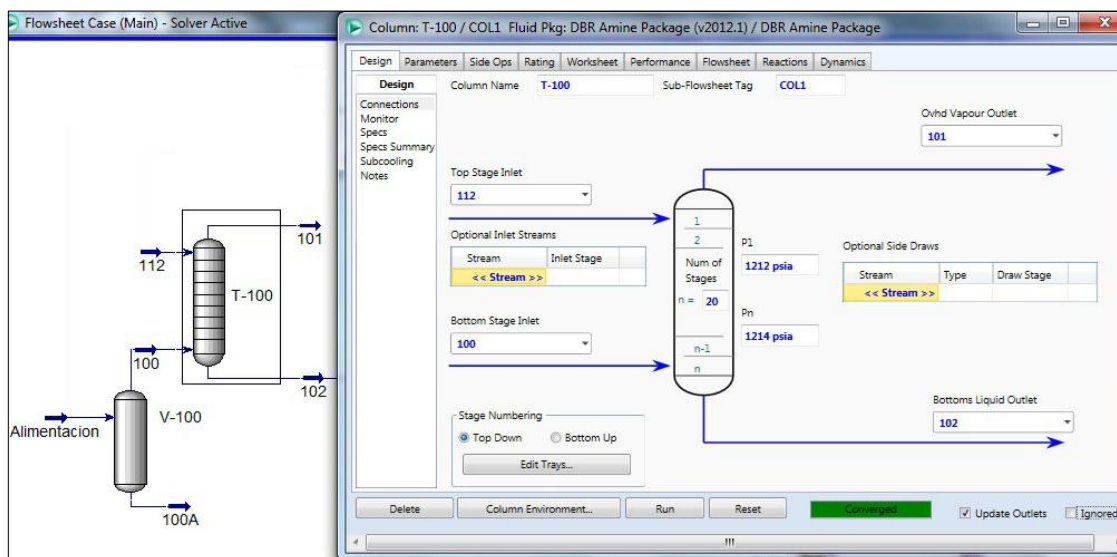 Flowsheet Case (Main) - Solver Active
112
101
T-100
100
102
V-100
Alimentacion
100A
Column: T-100 / COL1 Fluid Pkg: DBR Amine Package (v2012.1) / DBR Amine Package
Design Parameters Side Ops Rating Worksheet Performance Flowsheet Reactions Dynamics
Design
Connections
Monitor
Specs
Specs Summary
Subcooling
Notes
Column Name T-100 Sub-Flowsheet Tag COL1
Ovhd Vapour Outlet
101
Top Stage Inlet
112
Optional Inlet Streams
Stream Inlet Stage
<< Stream >>
Bottom Stage Inlet
100
1
2
Num of
Stages
n = 20
n-1
n
P1
1212 psia
Pn
1214 psia
Optional Side Draws
Stream Type Draw Stage
<< Stream >>
Bottoms Liquid Outlet
102
Stage Numbering
Top Down Bottom Up
Edit Trays...
Delete Column Environment... Run Reset Converged Update Outlets Ignored